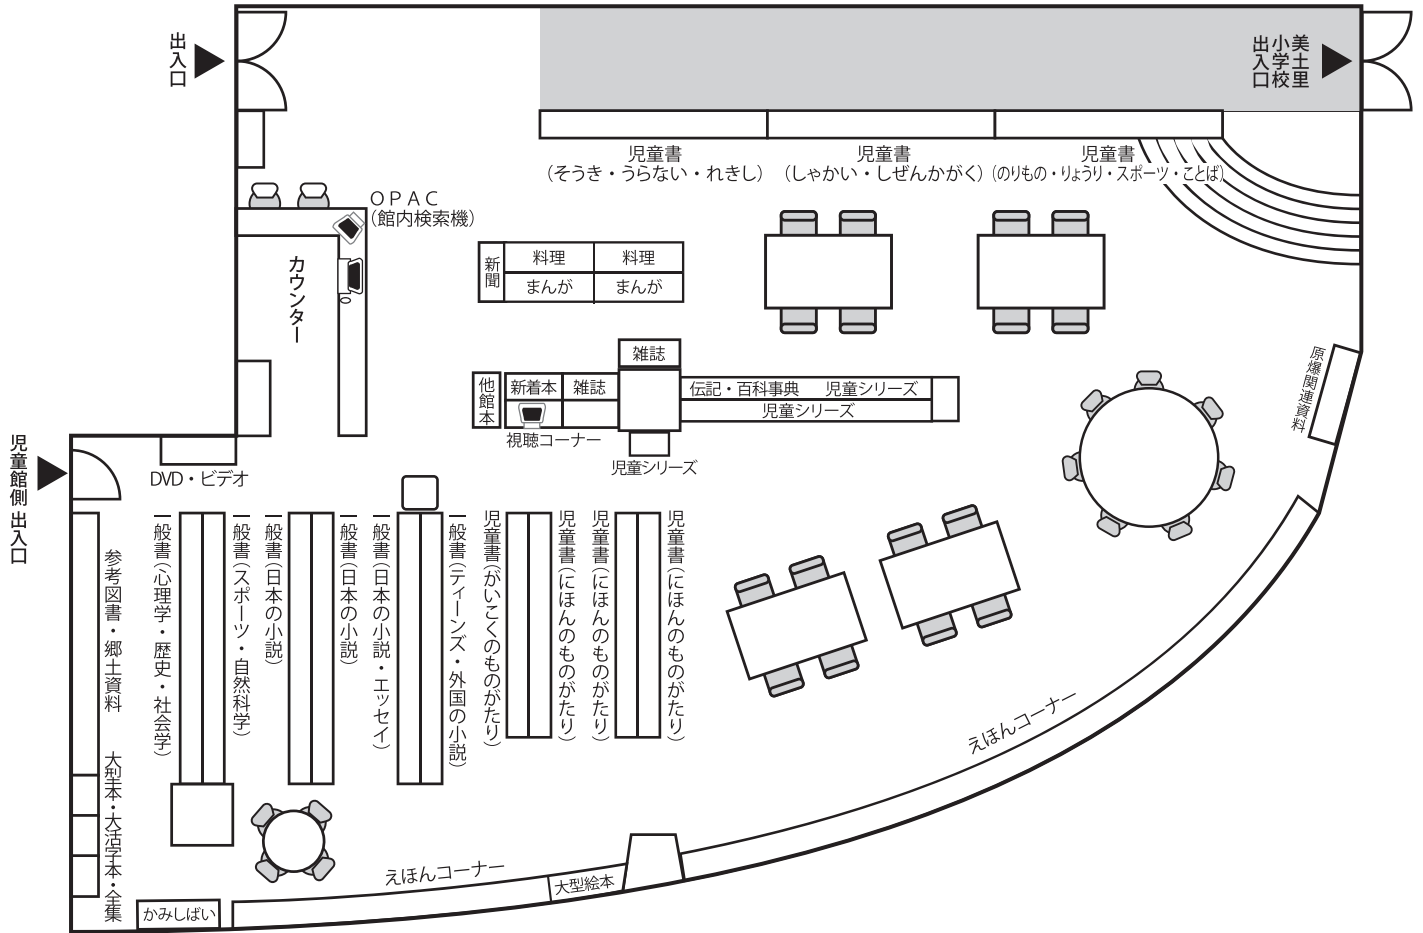 出入口
美土里
小学校
出入口
児童書
（そうき・うらない・れきし）
児童書
（しゃかい・しぜんかがく）
児童書
（のりもの・りょうり・スポーツ・ことば）
ＯＰＡＣ
（館内検索機）
カウンター
新聞
料理
料理
まんが
まんが
雑誌
他館本
新着本
雑誌
視聴コーナー
伝記・百科事典
児童シリーズ
児童シリーズ
児童シリーズ
原爆関連資料
児童館側 出入口
DVD・ビデオ
参考図書・郷土資料
大型本・大活字本・全集
一般書（心理学・歴史・社会学）
一般書（スポーツ・自然科学）
一般書（日本の小説）
一般書（日本の小説）
一般書（日本の小説・エッセイ）
一般書（ティーンズ・外国の小説）
児童書（がいこくのものがたり）
児童書（にほんのものがたり）
児童書（にほんのものがたり）
児童書（にほんのものがたり）
えほんコーナー
えほんコーナー
大型絵本
かみしばい